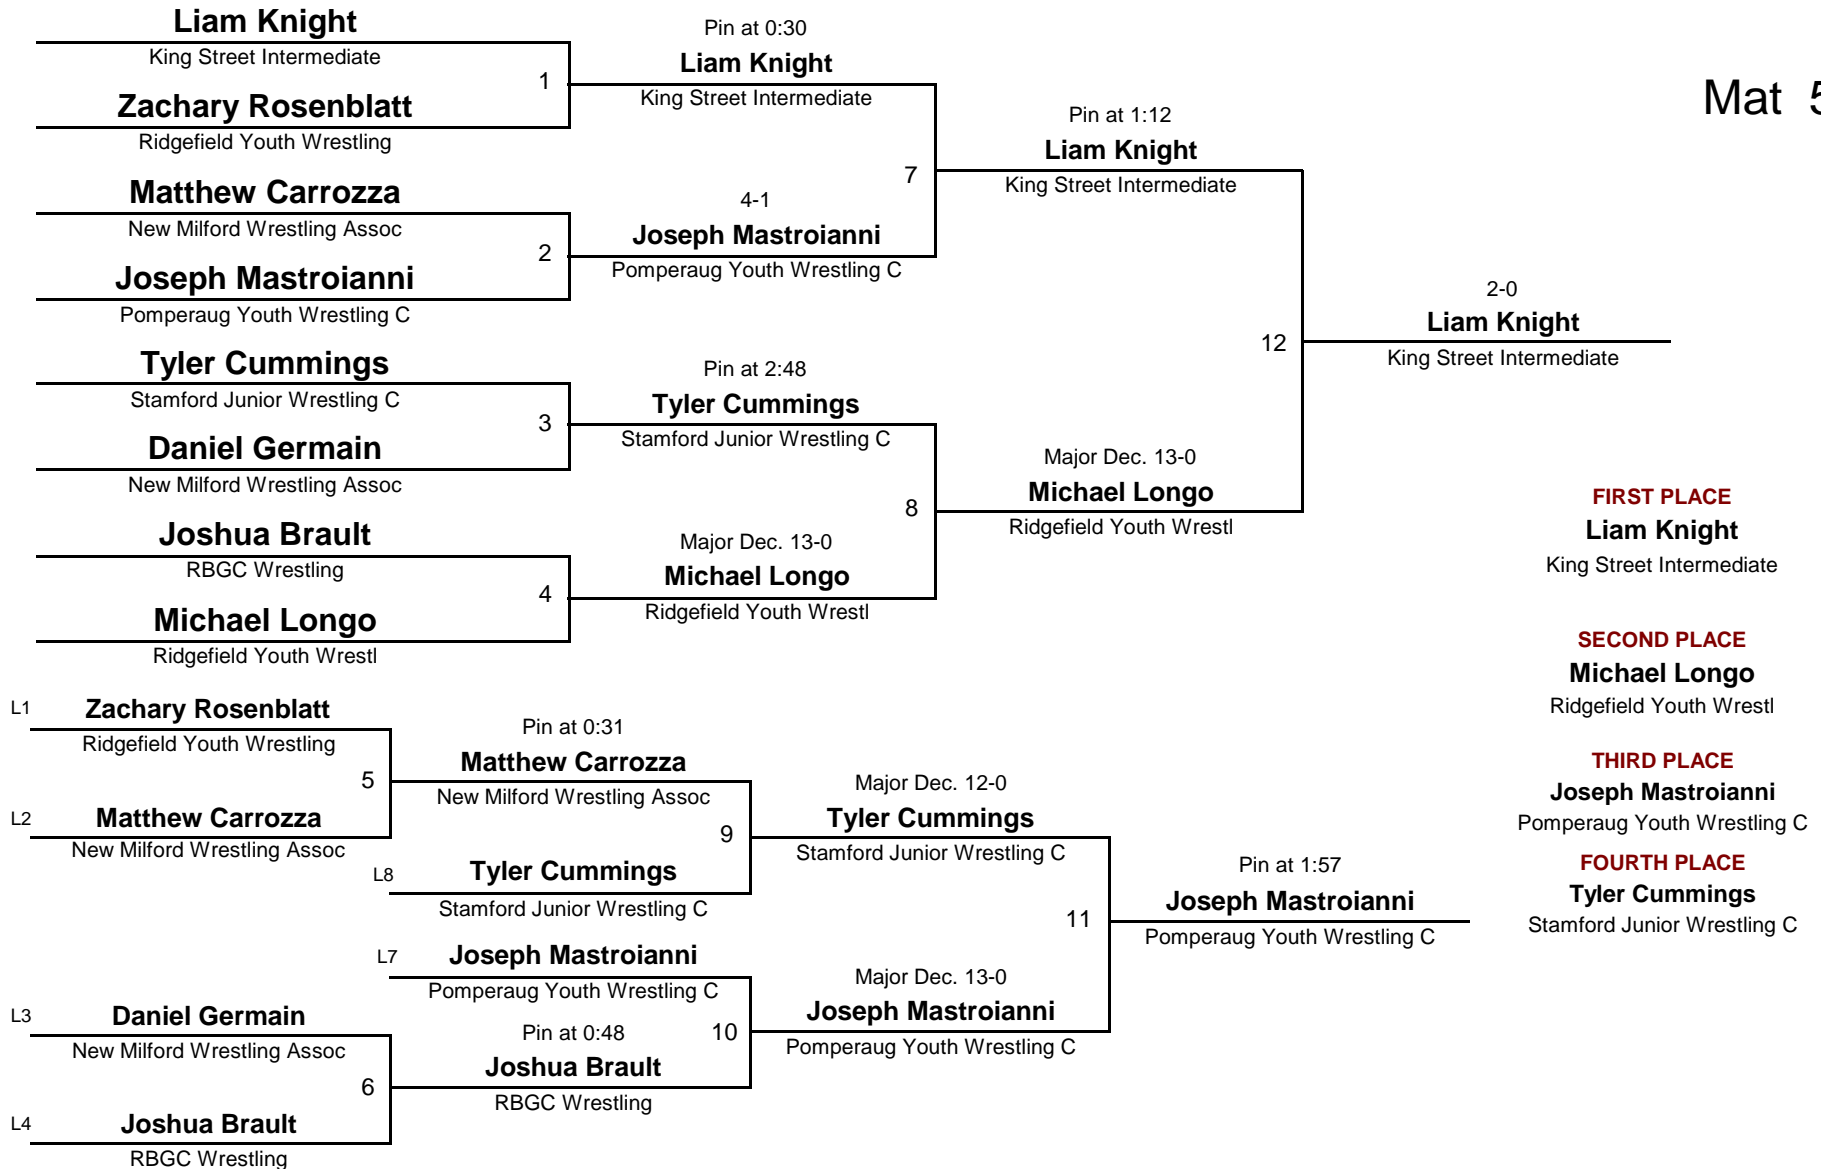 Liam Knight
King Street Intermediate
1
Zachary Rosenblatt
Ridgefield Youth Wrestling
Matthew Carrozza
New Milford Wrestling Assoc
2
Joseph Mastroianni
Pomperaug Youth Wrestling C
Tyler Cummings
Stamford Junior Wrestling C
3
Daniel Germain
New Milford Wrestling Assoc
Joshua Brault
RBGC Wrestling
4
Michael Longo
Ridgefield Youth Wrestl
Pin at 0:30
Liam Knight
King Street Intermediate
7
4-1
Joseph Mastroianni
Pomperaug Youth Wrestling C
Pin at 2:48
Tyler Cummings
Stamford Junior Wrestling C
8
Major Dec. 13-0
Michael Longo
Ridgefield Youth Wrestl
Pin at 1:12
Liam Knight
King Street Intermediate
12
Major Dec. 13-0
Michael Longo
Ridgefield Youth Wrestl
2-0
Liam Knight
King Street Intermediate
Mat 5
FIRST PLACE
Liam Knight
King Street Intermediate
SECOND PLACE
Michael Longo
Ridgefield Youth Wrestl
THIRD PLACE
Joseph Mastroianni
Pomperaug Youth Wrestling C
FOURTH PLACE
Tyler Cummings
Stamford Junior Wrestling C
L1 Zachary Rosenblatt
Ridgefield Youth Wrestling
5
L2 Matthew Carrozza
New Milford Wrestling Assoc
L3 Daniel Germain
New Milford Wrestling Assoc
6
L4 Joshua Brault
RBGC Wrestling
Pin at 0:31
Matthew Carrozza
New Milford Wrestling Assoc
9
L8 Tyler Cummings
Stamford Junior Wrestling C
L7 Joseph Mastroianni
Pomperaug Youth Wrestling C
10
Pin at 0:48
Joshua Brault
RBGC Wrestling
Major Dec. 12-0
Tyler Cummings
Stamford Junior Wrestling C
11
Major Dec. 13-0
Joseph Mastroianni
Pomperaug Youth Wrestling C
Pin at 1:57
Joseph Mastroianni
Pomperaug Youth Wrestling C